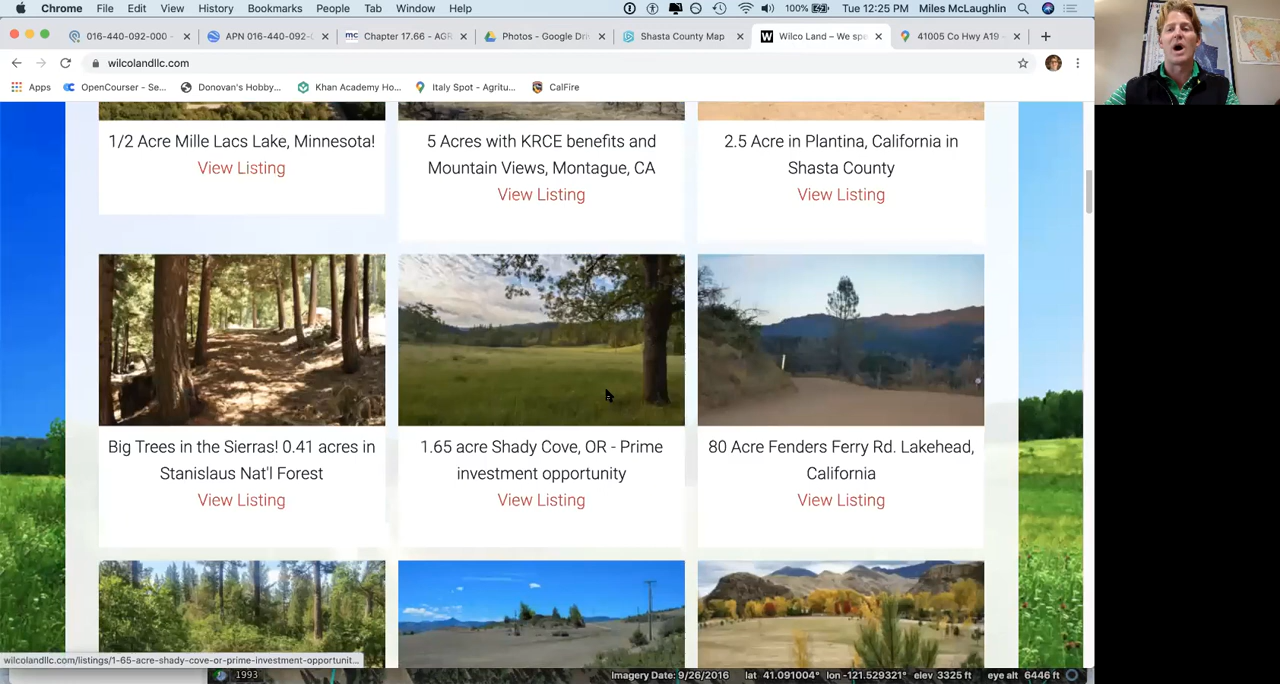 Chrome File Edit View History Bookmarks People Tab Window Help 100% Tue 12:25 PM Miles McLaughlin
016-440-092-000 - APN 016-440-092- Chapter 17.66 - AGR Photos - Google Dri Shasta County Map Wilco Land – We spe 41005 Co Hwy A19 -
wilcolandllc.com
Apps OpenCourser - Se... Donovan's Hobby... Khan Academy Ho... Italy Spot - Agritu... CalFire
1/2 Acre Mille Lacs Lake, Minnesota!
View Listing
5 Acres with KRCE benefits and
Mountain Views, Montague, CA
View Listing
2.5 Acre in Plantina, California in
Shasta County
View Listing
Big Trees in the Sierras! 0.41 acres in
Stanislaus Nat'l Forest
View Listing
1.65 acre Shady Cove, OR - Prime
investment opportunity
View Listing
80 Acre Fenders Ferry Rd. Lakehead,
California
View Listing
wilcolandllc.com/listings/1-65-acre-shady-cove-or-prime-investment-opportunit...
1993 Imagery Date: 9/26/2016 lat 41.091004° lon -121.529321° elev 3325 ft eye alt 6446 ft